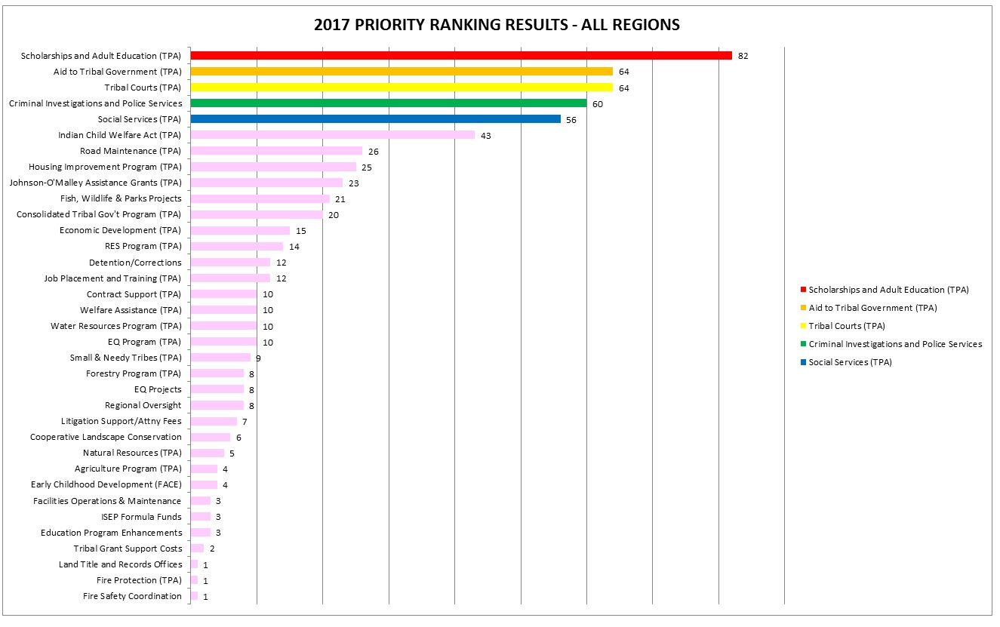 2017 PRIORITY RANKING RESULTS - ALL REGIONS
Scholarships and Adult Education (TPA) 82
Aid to Tribal Government (TPA) 64
Tribal Courts (TPA) 64
Criminal Investigations and Police Services 60
Social Services (TPA) 56
Indian Child Welfare Act (TPA) 43
Road Maintenance (TPA) 26
Housing Improvement Program (TPA) 25
Johnson-O'Malley Assistance Grants (TPA) 23
Fish, Wildlife & Parks Projects 21
Consolidated Tribal Gov't Program (TPA) 20
Economic Development (TPA) 15
RES Program (TPA) 14
Detention/Corrections 12
Job Placement and Training (TPA) 12
Contract Support (TPA) 10
Welfare Assistance (TPA) 10
Water Resources Program (TPA) 10
EQ Program (TPA) 10
Small & Needy Tribes (TPA) 9
Forestry Program (TPA) 8
EQ Projects 8
Regional Oversight 8
Litigation Support/Attny Fees 7
Cooperative Landscape Conservation 6
Natural Resources (TPA) 5
Agriculture Program (TPA) 4
Early Childhood Development (FACE) 4
Facilities Operations & Maintenance 3
ISEP Formula Funds 3
Education Program Enhancements 3
Tribal Grant Support Costs 2
Land Title and Records Offices 1
Fire Protection (TPA) 1
Fire Safety Coordination 1
Scholarships and Adult Education (TPA)
Aid to Tribal Government (TPA)
Tribal Courts (TPA)
Criminal Investigations and Police Services
Social Services (TPA)